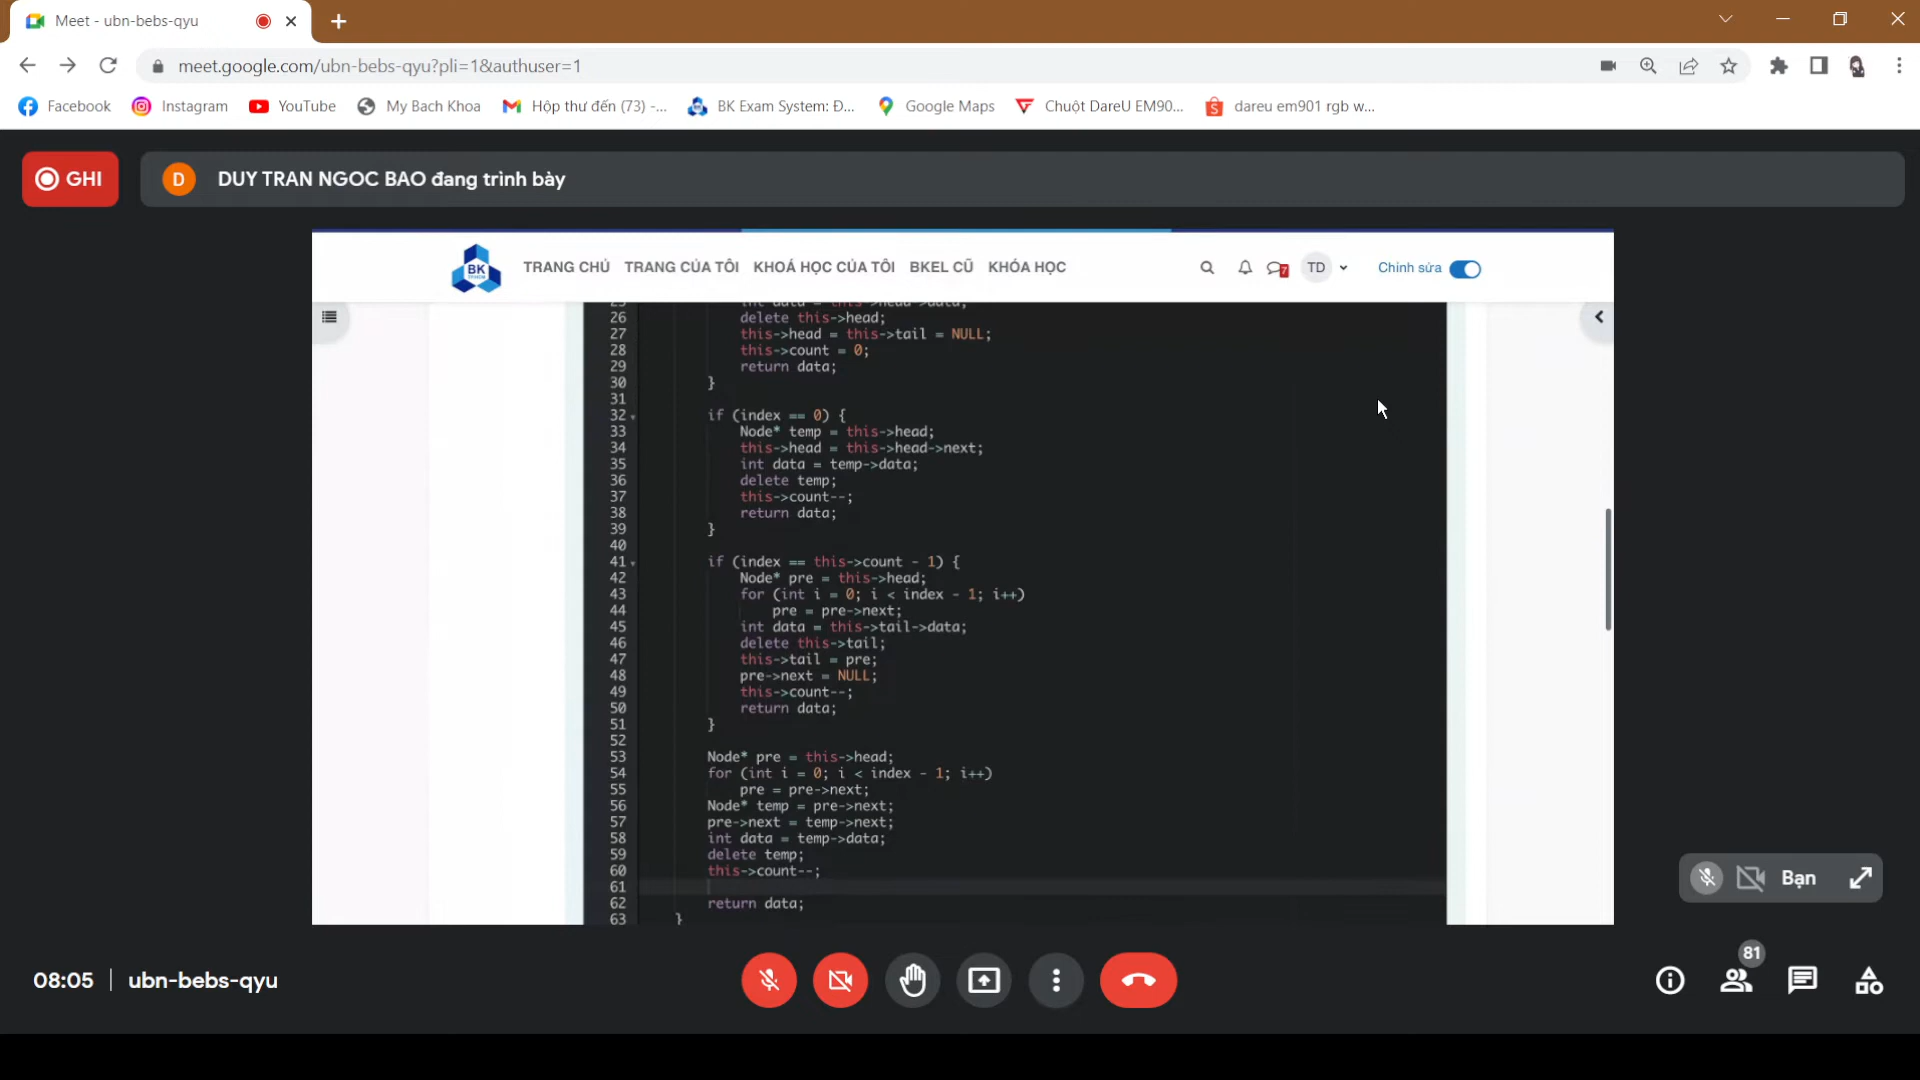 Meet - ubn-bebs-qyu
meet.google.com/ubn-bebs-qyu?pli=1&authuser=1
Facebook Instagram YouTube My Bach Khoa Hộp thư đến (73) -... BK Exam System: Đ... Google Maps Chuột DareU EM90... dareu em901 rgb w...
GHI
D DUY TRAN NGOC BAO đang trình bày
BK TRANG CHỦ TRANG CỦA TÔI KHOÁ HỌC CỦA TÔI BKEL CŨ KHÓA HỌC 7 TD Chỉnh sửa
25 int data = this->head->data;
26 delete this->head;
27 this->head = this->tail = NULL;
28 this->count = 0;
29 return data;
30 }
31
32 if (index == 0) {
33 Node* temp = this->head;
34 this->head = this->head->next;
35 int data = temp->data;
36 delete temp;
37 this->count--;
38 return data;
39 }
40
41 if (index == this->count - 1) {
42 Node* pre = this->head;
43 for (int i = 0; i < index - 1; i++)
44 pre = pre->next;
45 int data = this->tail->data;
46 delete this->tail;
47 this->tail = pre;
48 pre->next = NULL;
49 this->count--;
50 return data;
51 }
52
53 Node* pre = this->head;
54 for (int i = 0; i < index - 1; i++)
55 pre = pre->next;
56 Node* temp = pre->next;
57 pre->next = temp->next;
58 int data = temp->data;
59 delete temp;
60 this->count--;
61
62 return data;
63 }
Bạn
08:05 ubn-bebs-qyu
81